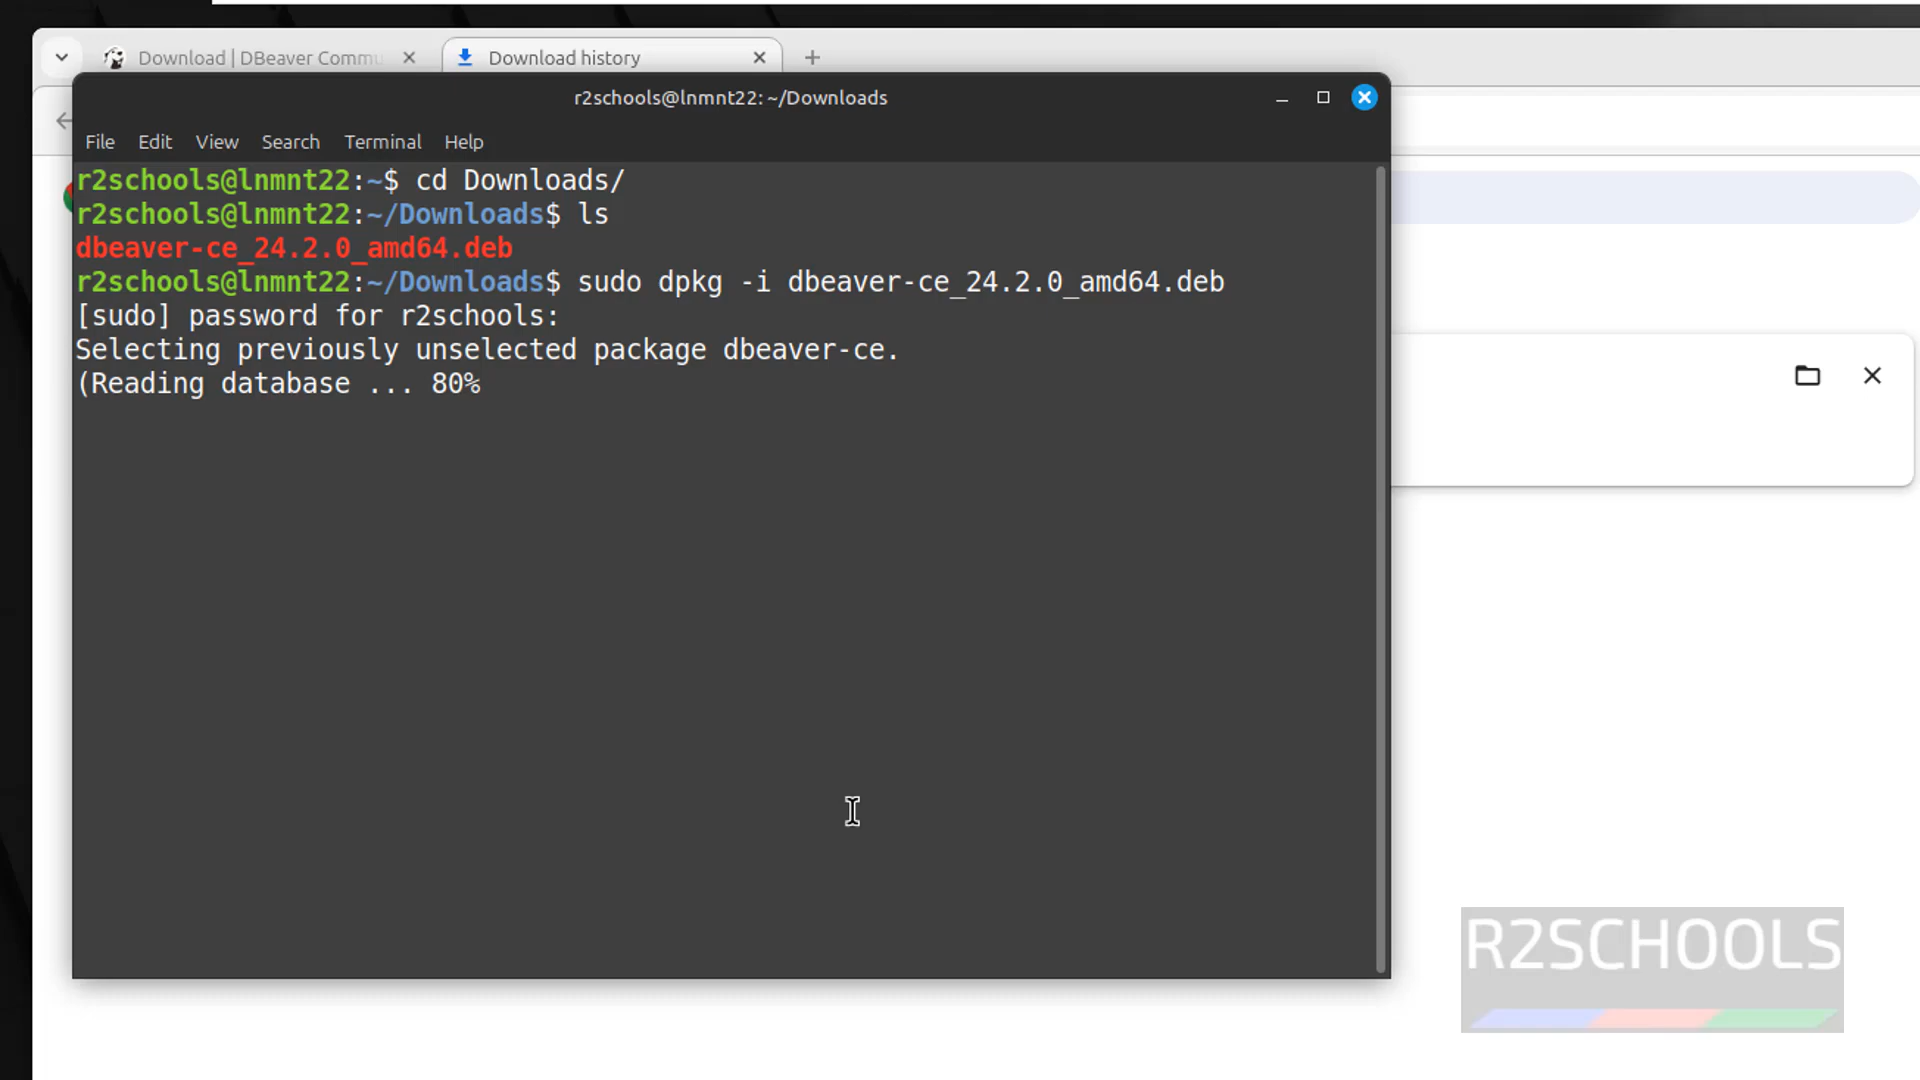 Download | DBeaver Commu
Download history
r2schools@lnmnt22: ~/Downloads
File Edit View Search Terminal Help
r2schools@lnmnt22:~$ cd Downloads/
r2schools@lnmnt22:~/Downloads$ ls
dbeaver-ce_24.2.0_amd64.deb
r2schools@lnmnt22:~/Downloads$ sudo dpkg -i dbeaver-ce_24.2.0_amd64.deb
[sudo] password for r2schools:
Selecting previously unselected package dbeaver-ce.
(Reading database ... 80%
R2SCHOOLS